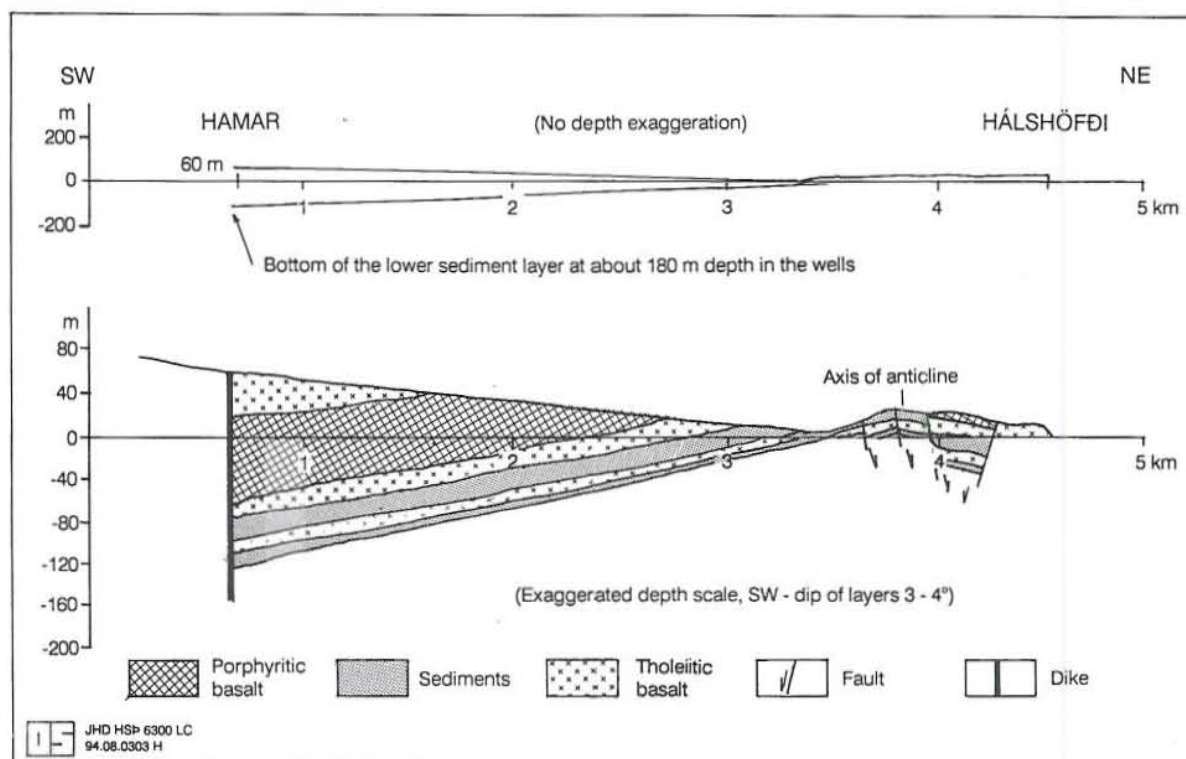 SW NE
m HAMAR (No depth exaggeration) HÁLSHÖFÐI
200
60 m
0
1 2 3 4 5 km
-200
Bottom of the lower sediment layer at about 180 m depth in the wells
m
80
Axis of anticline
40
0
1 2 3 4 5 km
-40
-80
-120
(Exaggerated depth scale, SW - dip of layers 3 - 4°)
-160
-200
Porphyritic basalt
Sediments
Tholeiitic basalt
Fault
Dike
JHD HSÞ 6300 LC
94.08.0303 H